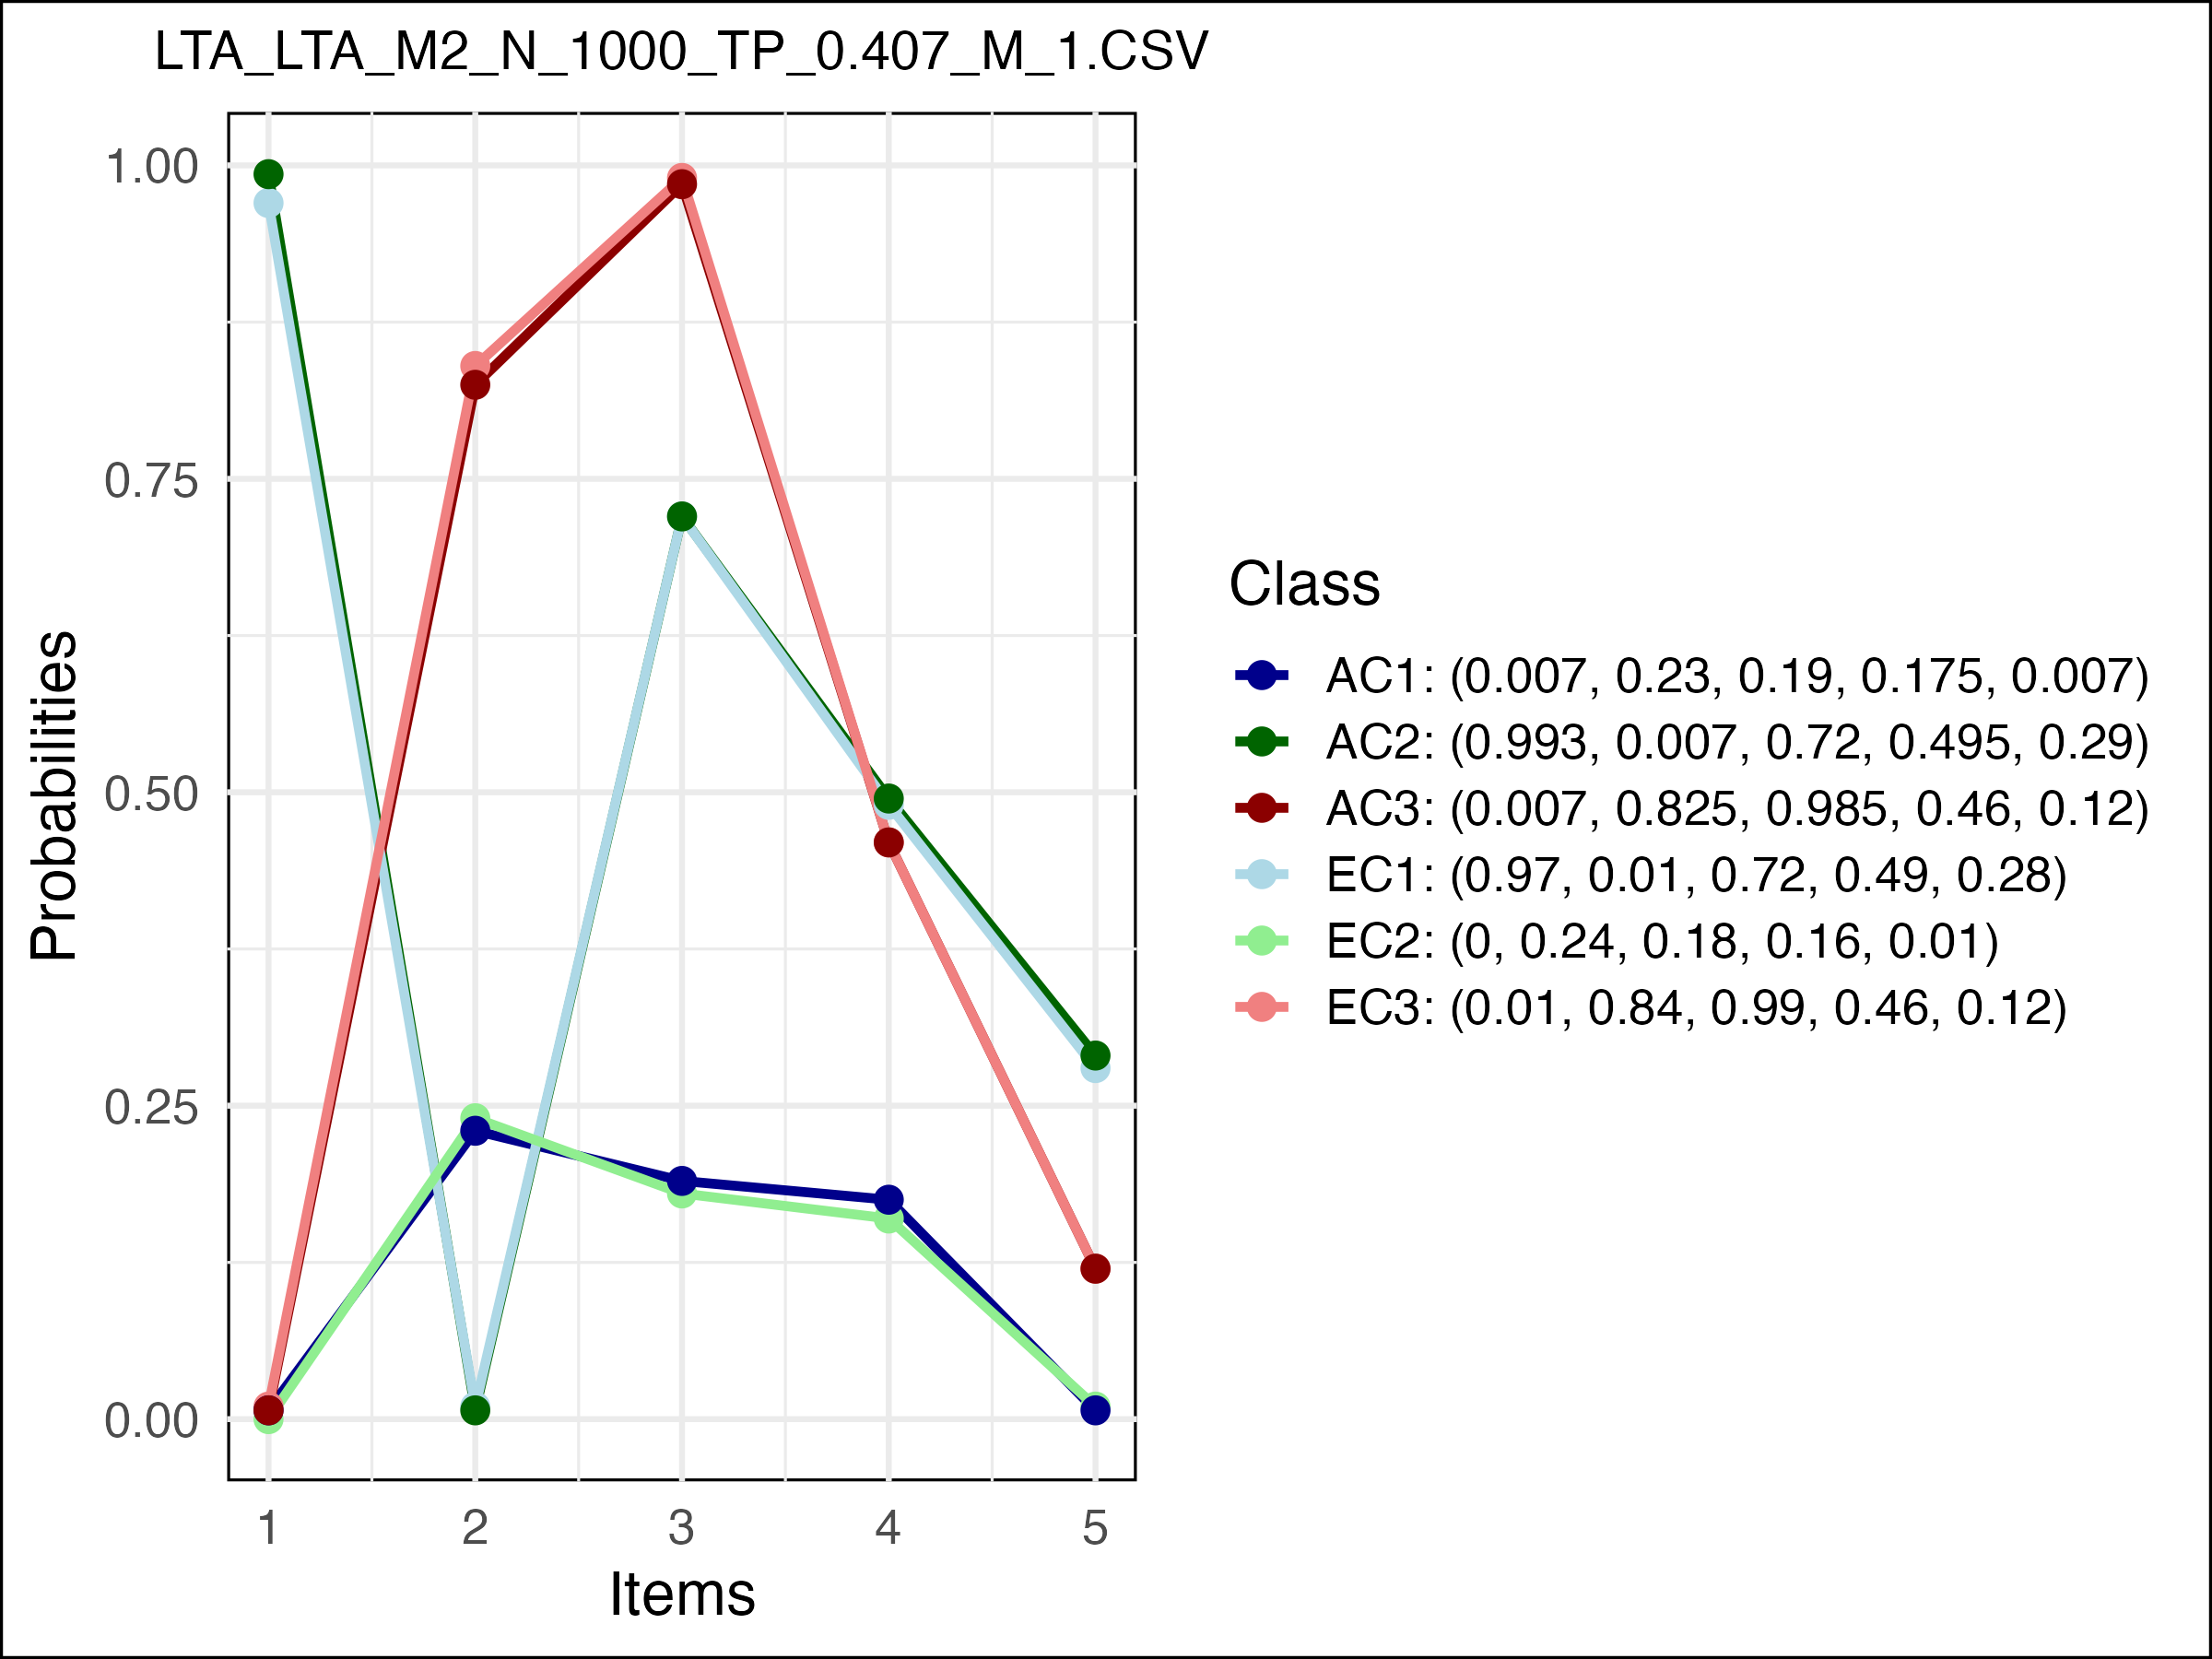 LTA_LTA_M2_N_1000_TP_0.407_M_1.CSV
1.00
0.75
0.50
0.25
0.00
Probabilities
1 2 3 4 5
Items
Class
AC1: (0.007, 0.23, 0.19, 0.175, 0.007)
AC2: (0.993, 0.007, 0.72, 0.495, 0.29)
AC3: (0.007, 0.825, 0.985, 0.46, 0.12)
EC1: (0.97, 0.01, 0.72, 0.49, 0.28)
EC2: (0, 0.24, 0.18, 0.16, 0.01)
EC3: (0.01, 0.84, 0.99, 0.46, 0.12)